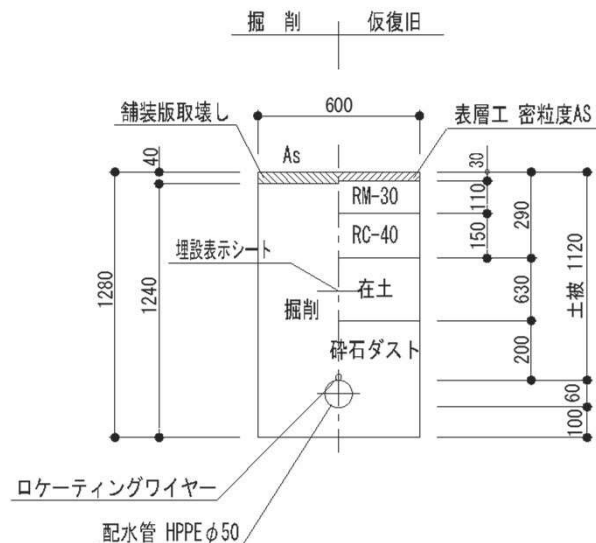 掘 削 仮復旧
600
舗装版取壊し
表層工 密粒度AS
40
As
30
RM-30
110
290
RC-40
150
埋設表示シート
1280
1240
掘削
在土
630
土被 1120
砕石ダスト
200
60
100
ロケーティングワイヤー
配水管 HPPEφ50